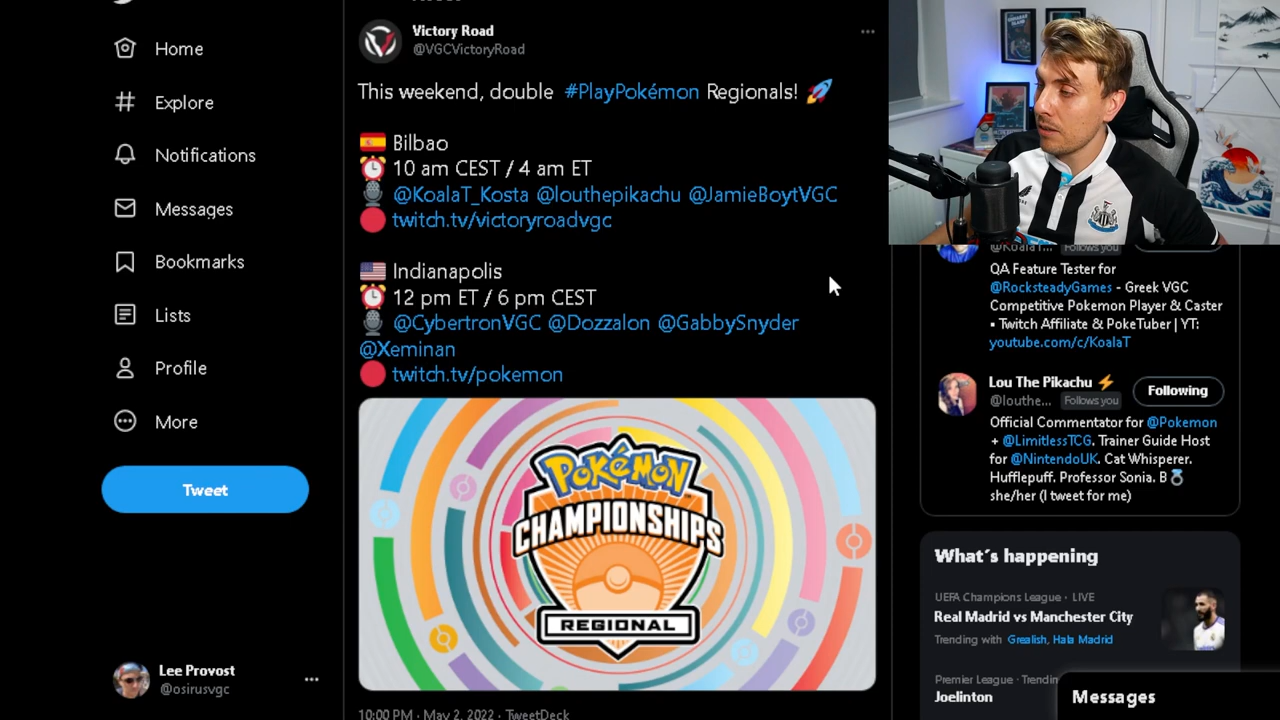 Home
Explore
Notifications
Messages
Bookmarks
Lists
Profile
More
Tweet
Lee Provost
@osirusvgc
Victory Road
@VGCVictoryRoad
This weekend, double #PlayPokémon Regionals!
Bilbao
10 am CEST / 4 am ET
@KoalaT_Kosta @louthepikachu @JamieBoytVGC
twitch.tv/victoryroadvgc
Indianapolis
12 pm ET / 6 pm CEST
@CybertronVGC @Dozzalon @GabbySnyder
@Xeminan
twitch.tv/pokemon
POKÉMON
CHAMPIONSHIPS
REGIONAL
10:00 PM · May 2, 2022 · TweetDeck
@KoalaT... Follows you
QA Feature Tester for
@RocksteadyGames - Greek VGC
Competitive Pokemon Player & Caster
▪ Twitch Affiliate & PokeTuber | YT:
youtube.com/c/KoalaT
Lou The Pikachu
@louthe... Follows you
Following
Official Commentator for @Pokemon
+ @LimitlessTCG. Trainer Guide Host
for @NintendoUK. Cat Whisperer.
Hufflepuff. Professor Sonia. B
she/her (I tweet for me)
What's happening
UEFA Champions League · LIVE
Real Madrid vs Manchester City
Trending with Grealish, Hala Madrid
Premier League · Trendin
Joelinton
Messages